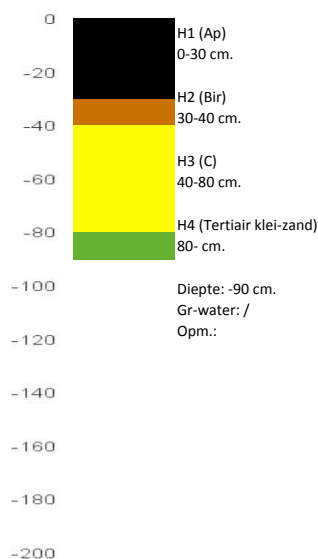 0
-20
-40
-60
-80
-100
-120
-140
-160
-180
-200
H1 (Ap)
0-30 cm.
H2 (Bir)
30-40 cm.
H3 (C)
40-80 cm.
H4 (Tertiair klei-zand)
80- cm.
Diepte: -90 cm.
Gr-water: /
Opm.: